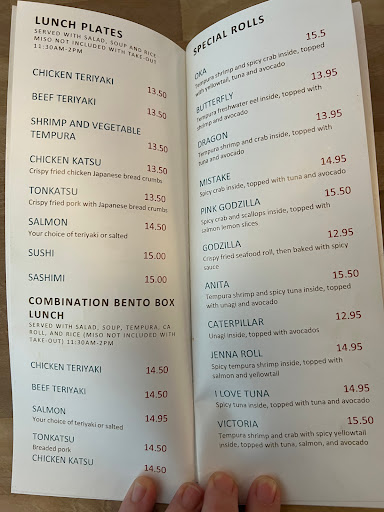 LUNCH PLATES
SERVED WITH SALAD, SOUP AND RICE
MISO NOT INCLUDED WITH TAKE-OUT
11:30AM-2PM
CHICKEN TERIYAKI 13.50
BEEF TERIYAKI 13.50
SHRIMP AND VEGETABLE
TEMPURA 13.50
CHICKEN KATSU 13.50
Crispy fried chicken Japanese bread crumbs
TONKATSU 13.50
Crispy fried pork with Japanese bread crumbs
SALMON 14.50
Your choice of teriyaki or salted
SUSHI 15.00
SASHIMI 15.00
COMBINATION BENTO BOX
LUNCH
SERVED WITH SALAD, SOUP, TEMPURA, CA
ROLL, AND RICE (MISO NOT INCLUDED WITH
TAKE-OUT) 11:30AM-2PM
CHICKEN TERIYAKI 14.50
BEEF TERIYAKI 14.50
SALMON 14.95
Your choice of teriyaki or salted
TONKATSU 14.50
Breaded pork
CHICKEN KATSU 14.50
SPECIAL ROLLS
OKA 15.5
Tempura shrimp and spicy crab inside, topped
with yellowtail, tuna and avocado
BUTTERFLY 13.95
Tempura freshwater eel inside, topped with
shrimp and avocado
DRAGON 13.95
Tempura shrimp and crab inside, topped with
tuna and avocado
MISTAKE 14.95
Spicy crab inside, topped with tuna and avocado
PINK GODZILLA 15.50
Spicy crab and scallops inside, topped with
salmon lemon slices
GODZILLA 12.95
Crispy fried seafood roll, then baked with spicy
sauce
ANITA 15.50
Tempura shrimp and spicy tuna inside, topped
with unagi and avocado
CATERPILLAR 12.95
Unagi inside, topped with avocados
JENNA ROLL 14.95
Spicy tempura shrimp inside, topped with
salmon and yellowtail
I LOVE TUNA 14.95
Spicy tuna inside, topped with tuna and avocado
VICTORIA 15.50
Tempura shrimp and crab with spicy yellowtail
inside, topped with tuna, salmon, and avocado